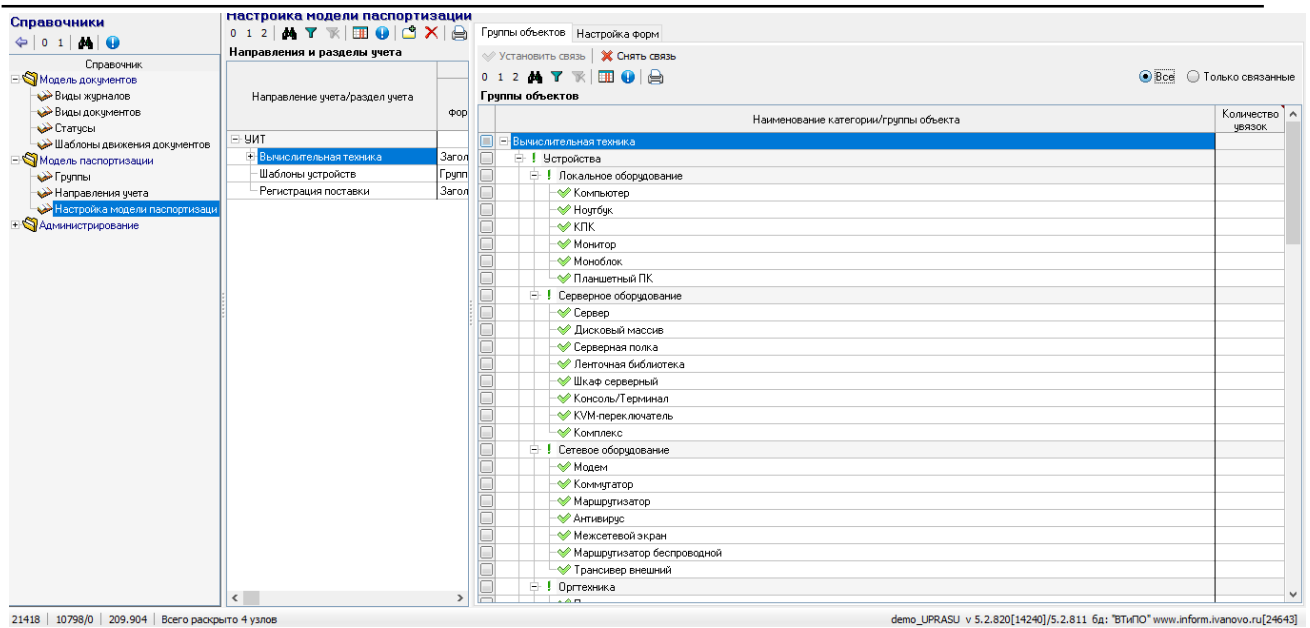 Справочники
0 1
Справочник
Модель документов
Виды журналов
Виды документов
Статусы
Шаблоны движения документов
Модель паспортизации
Группы
Направления учета
Настройка модели паспортизаци
Администрирование
Настройка модели паспортизации
0 1 2
Направления и разделы учета
Направление учета/раздел учета
фор
УИТ
Вычислительная техника Загол
Шаблоны устройств Групп
Регистрация поставки Загол
Группы объектов Настройка форм
Установить связь Снять связь
0 1 2 Все Только связанные
Группы объектов
Наименование категории/группы объекта Количество увязок
Вычислительная техника
Устройства
Локальное оборудование
Компьютер
Ноутбук
КПК
Монитор
Моноблок
Планшетный ПК
Серверное оборудование
Сервер
Дисковый массив
Серверная полка
Ленточная библиотека
Шкаф серверный
Консоль/Терминал
KVM-переключатель
Комплекс
Сетевое оборудование
Модем
Коммутатор
Маршрутизатор
Антивирус
Межсетевой экран
Маршрутизатор беспроводной
Трансивер внешний
Оргтехника
21418 10798/0 209.904 Всего раскрыто 4 узлов demo_UPRASU v 5.2.820[14240]/5.2.811 бд: "ВТиПО" www.inform.ivanovo.ru[24643]